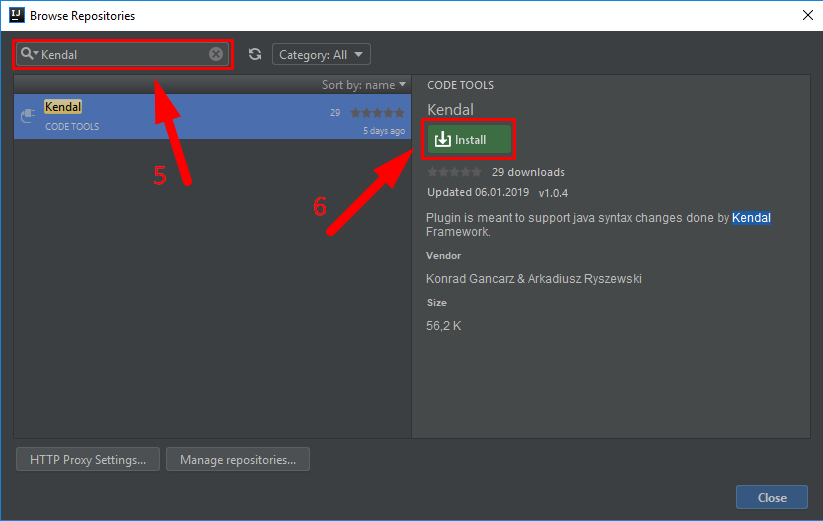 Browse Repositories
Kendal
Category: All
Sort by: name
Kendal
29
CODE TOOLS
5 days ago
5
6
CODE TOOLS
Kendal
Install
29 downloads
Updated 06.01.2019 v1.0.4
Plugin is meant to support java syntax changes done by Kendal
Framework.
Vendor
Konrad Gancarz & Arkadiusz Ryszewski
Size
56,2 K
HTTP Proxy Settings...
Manage repositories...
Close
IJ